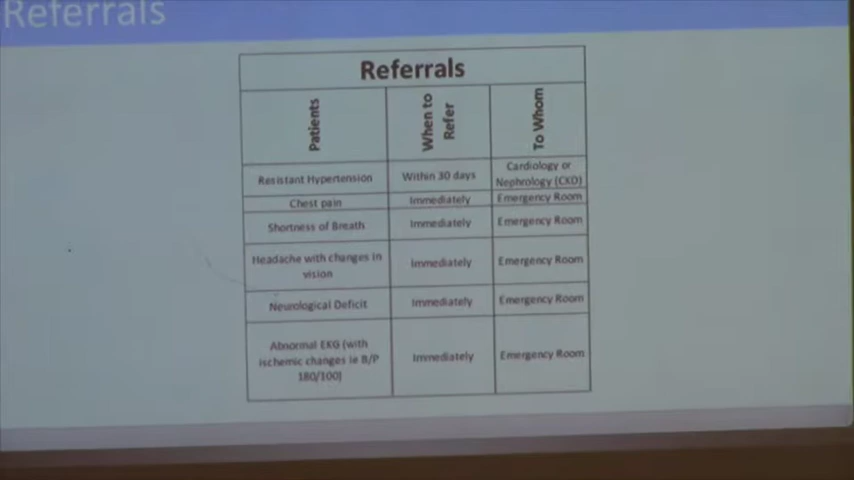 Referrals
Referrals
Patients
When to
Refer
To Whom
Resistant Hypertension
Within 30 days
Cardiology or
Nephrology (CKD)
Chest pain
Immediately
Emergency Room
Shortness of Breath
Immediately
Emergency Room
Headache with changes in
vision
Immediately
Emergency Room
Neurological Deficit
Immediately
Emergency Room
Abnormal EKG (with
ischemic changes ie B/P
180/100)
Immediately
Emergency Room